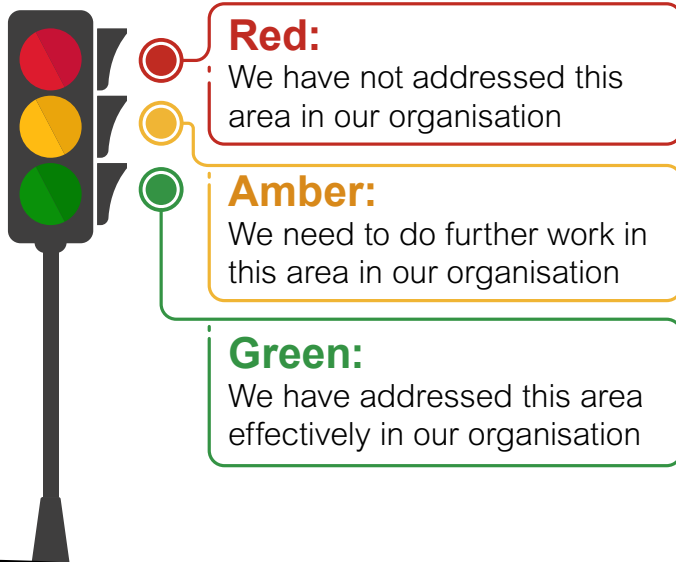 Red:
We have not addressed this
area in our organisation
Amber:
We need to do further work in
this area in our organisation
Green:
We have addressed this area
effectively in our organisation